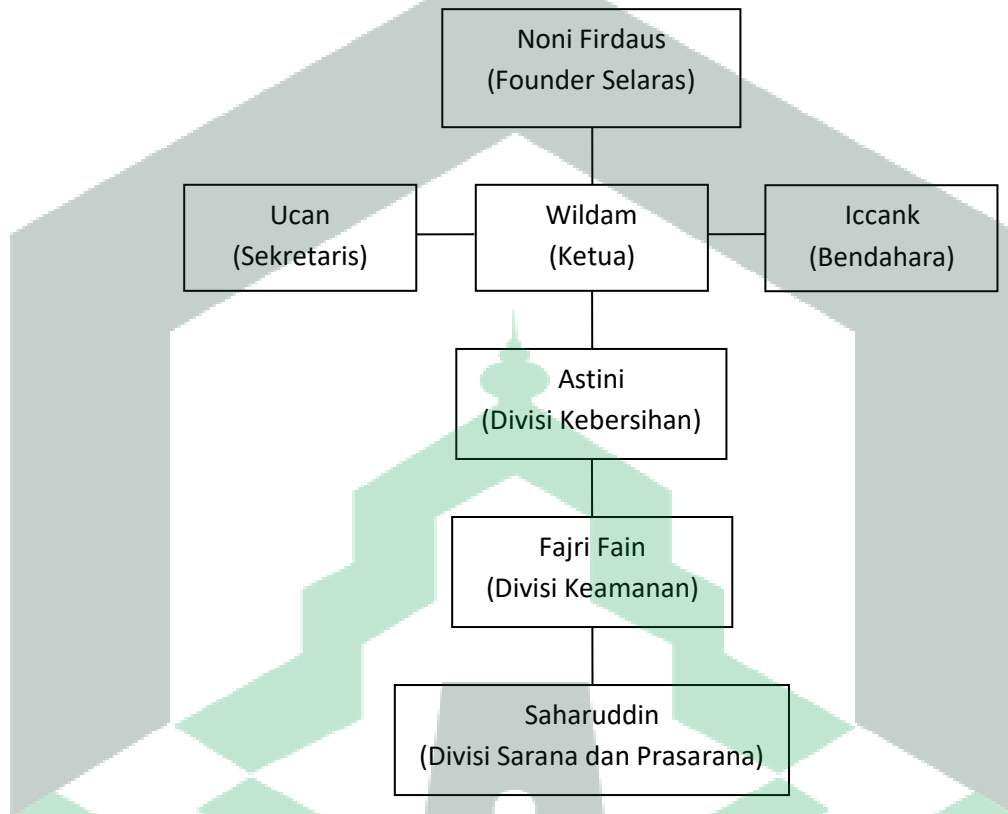 Noni Firdaus
(Founder Selaras)
Ucan
(Sekretaris)
Wildam
(Ketua)
Iccank
(Bendahara)
Astini
(Divisi Kebersihan)
Fajri Fain
(Divisi Keamanan)
Saharuddin
(Divisi Sarana dan Prasarana)